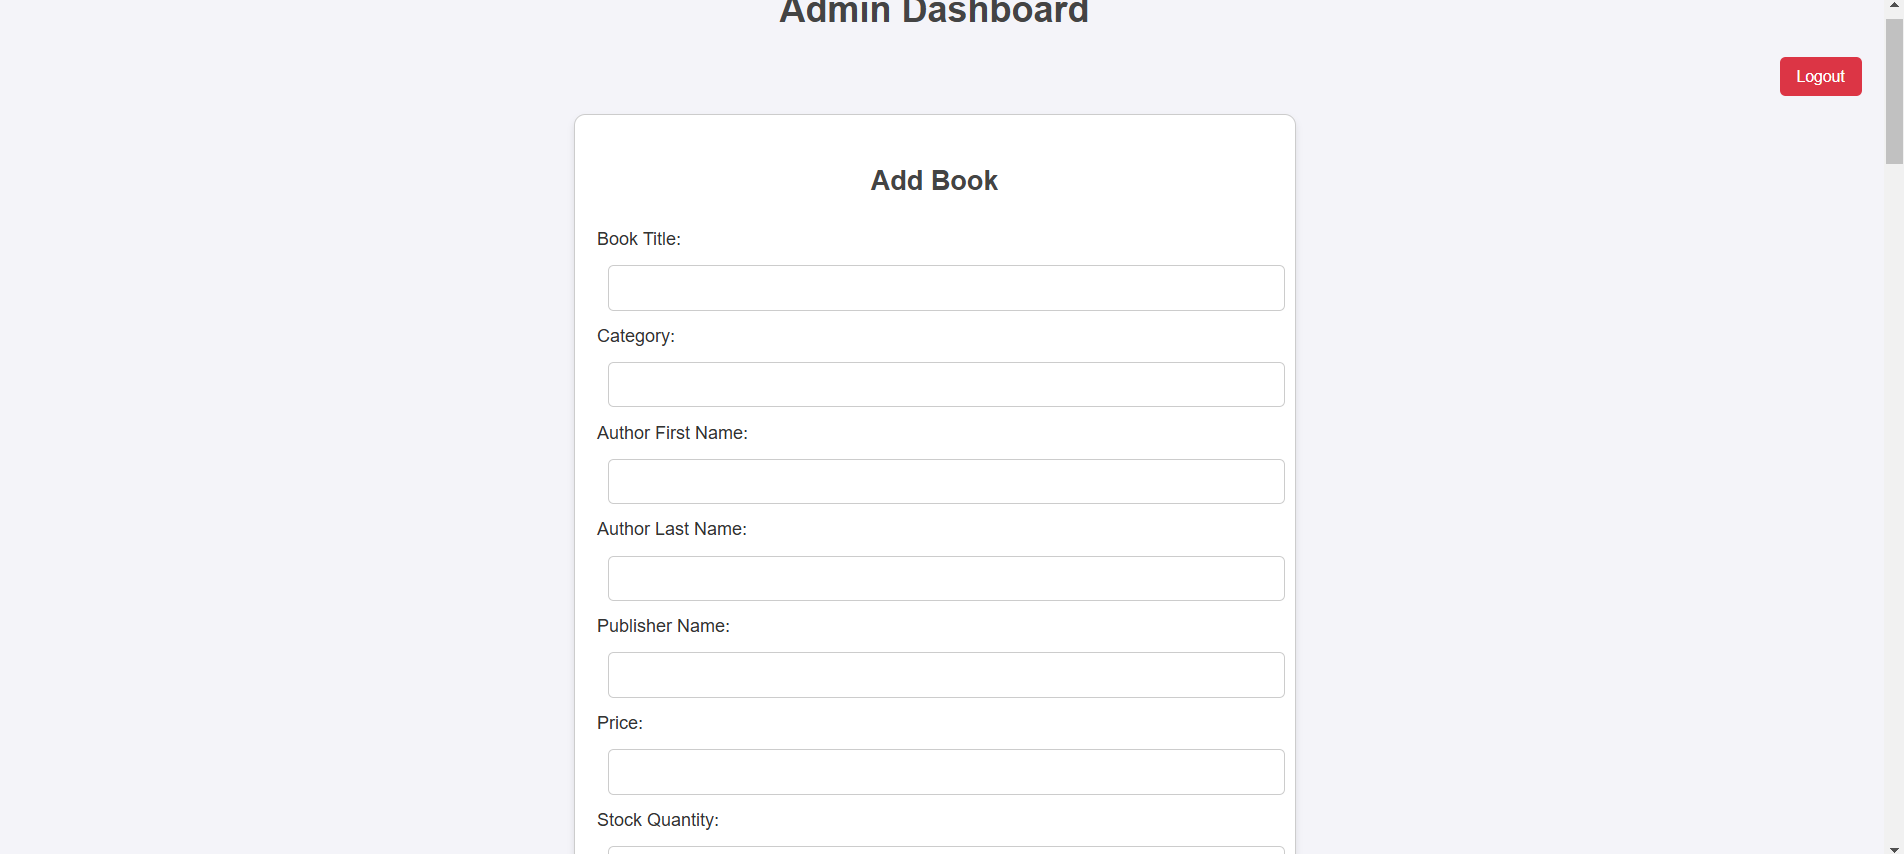 Admin Dashboard
Logout
Add Book
Book Title:
Category:
Author First Name:
Author Last Name:
Publisher Name:
Price:
Stock Quantity: